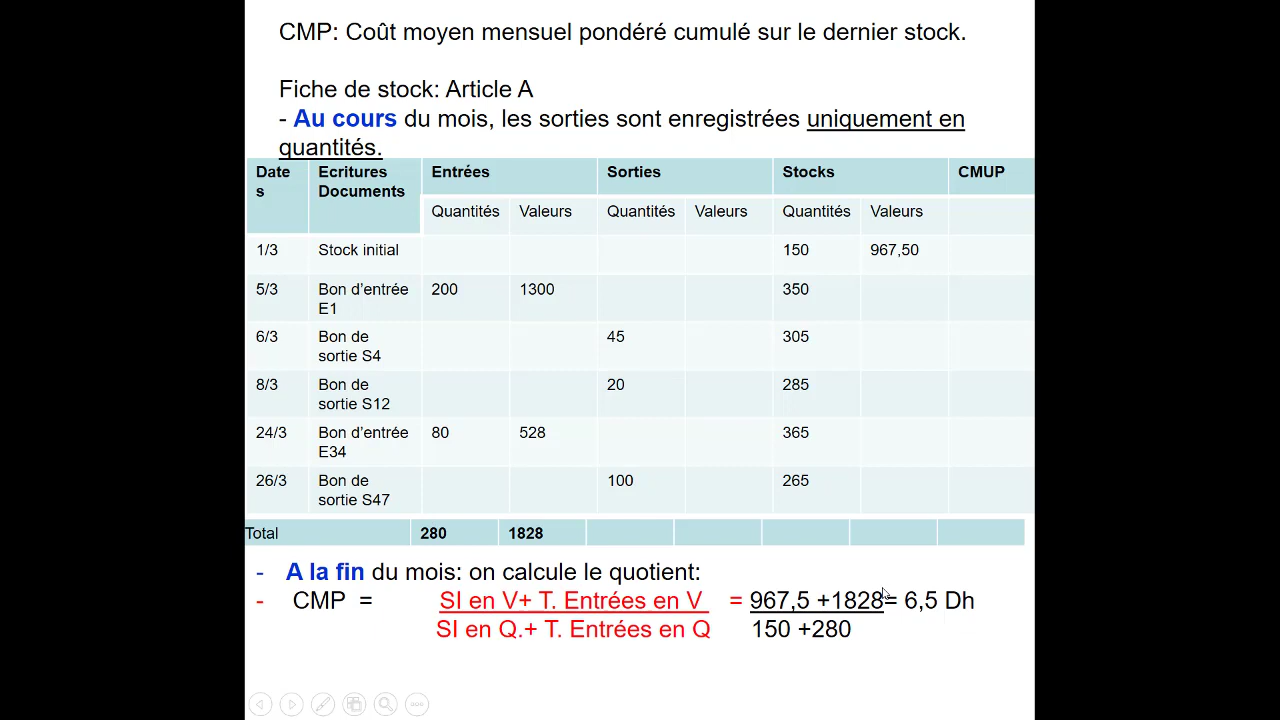 CMP: Coût moyen mensuel pondéré cumulé sur le dernier stock.
Fiche de stock: Article A
- Au cours du mois, les sorties sont enregistrées uniquement en
quantités.
Date
s
Ecritures
Documents
Entrées
Sorties
Stocks
CMUP
Quantités Valeurs Quantités Valeurs Quantités Valeurs
1/3 Stock initial 150 967,50
5/3 Bon d’entrée 200 1300 350
E1
6/3 Bon de 45 305
sortie S4
8/3 Bon de 20 285
sortie S12
24/3 Bon d’entrée 80 528 365
E34
26/3 Bon de 100 265
sortie S47
Total 280 1828
- A la fin du mois: on calcule le quotient:
- CMP = SI en V+ T. Entrées en V = 967,5 +1828= 6,5 Dh
SI en Q.+ T. Entrées en Q 150 +280